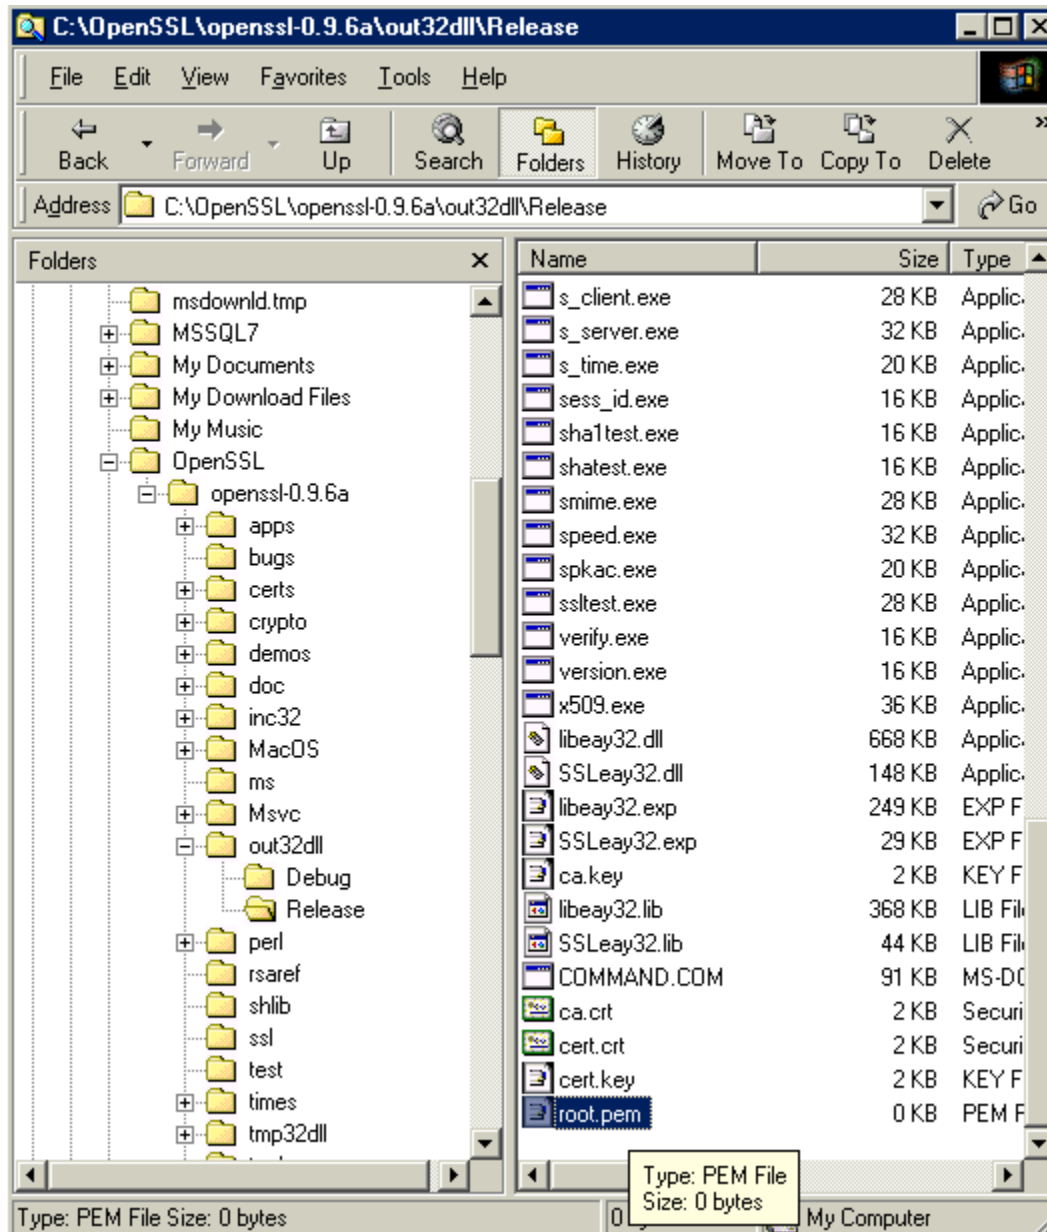 C:\OpenSSL\openssl-0.9.6a\out32dll\Release
File Edit View Favorites Tools Help
Back Forward Up Search Folders History Move To Copy To Delete »
Address C:\OpenSSL\openssl-0.9.6a\out32dll\Release Go
Folders
msdownld.tmp
MSSQL7
My Documents
My Download Files
My Music
OpenSSL
openssl-0.9.6a
apps
bugs
certs
crypto
demos
doc
inc32
MacOS
ms
Msvc
out32dll
Debug
Release
perl
rsaref
shlib
ssl
test
times
tmp32dll
Name Size Type
s_client.exe 28 KB Applic
s_server.exe 32 KB Applic
s_time.exe 20 KB Applic
sess_id.exe 16 KB Applic
sha1test.exe 16 KB Applic
shatest.exe 16 KB Applic
smime.exe 28 KB Applic
speed.exe 32 KB Applic
spkac.exe 20 KB Applic
ssltest.exe 28 KB Applic
verify.exe 16 KB Applic
version.exe 16 KB Applic
x509.exe 36 KB Applic
libeay32.dll 668 KB Applic
SSLeay32.dll 148 KB Applic
libeay32.exp 249 KB EXP F
SSLeay32.exp 29 KB EXP F
ca.key 2 KB KEY F
libeay32.lib 368 KB LIB File
SSLeay32.lib 44 KB LIB File
COMMAND.COM 91 KB MS-DO
ca.crt 2 KB Securi
cert.crt 2 KB Securi
cert.key 2 KB KEY F
root.pem 0 KB PEM F
Type: PEM File
Size: 0 bytes
Type: PEM File Size: 0 bytes 0 My Computer